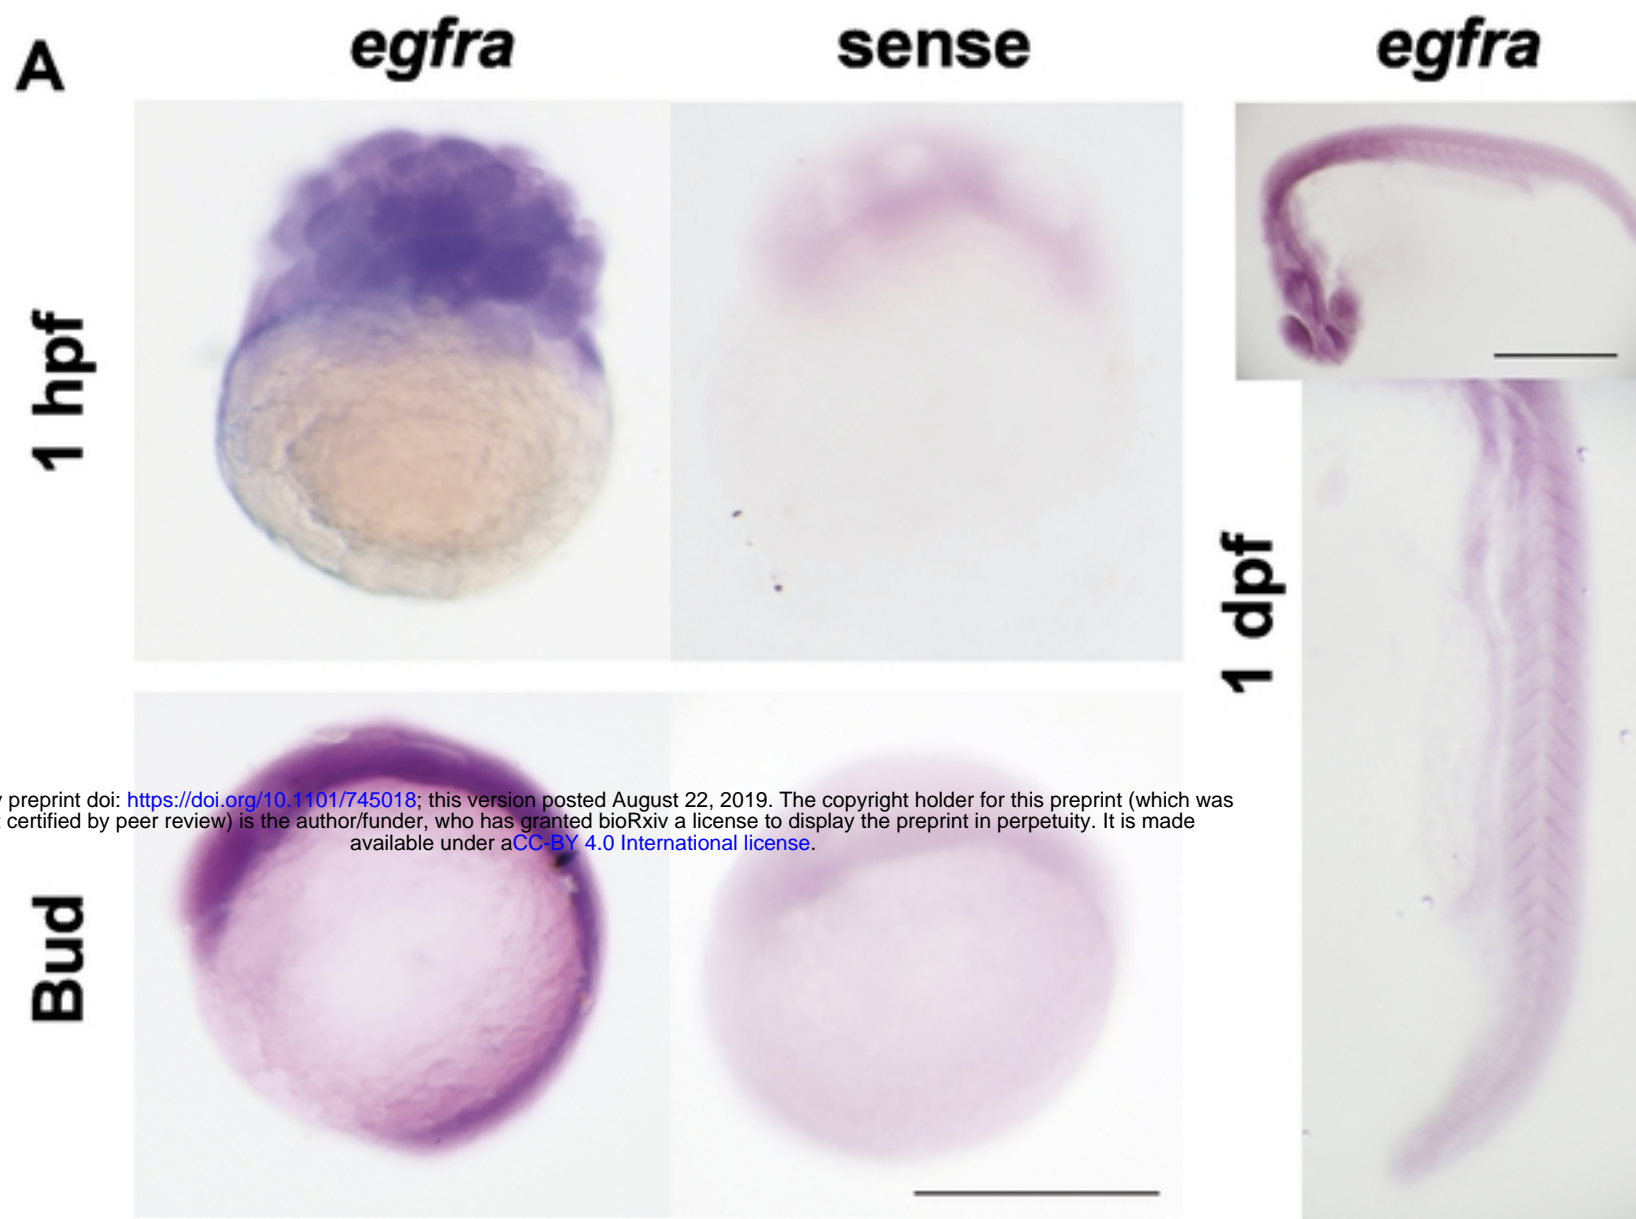 A
egfra
sense
egfra
1 hpf
1 dpf
preprint doi: https://doi.org/10.1101/745018; this version posted August 22, 2019. The copyright holder for this preprint (which was
certified by peer review) is the author/funder, who has granted bioRxiv a license to display the preprint in perpetuity. It is made
available under aCC-BY 4.0 International license.
Bud